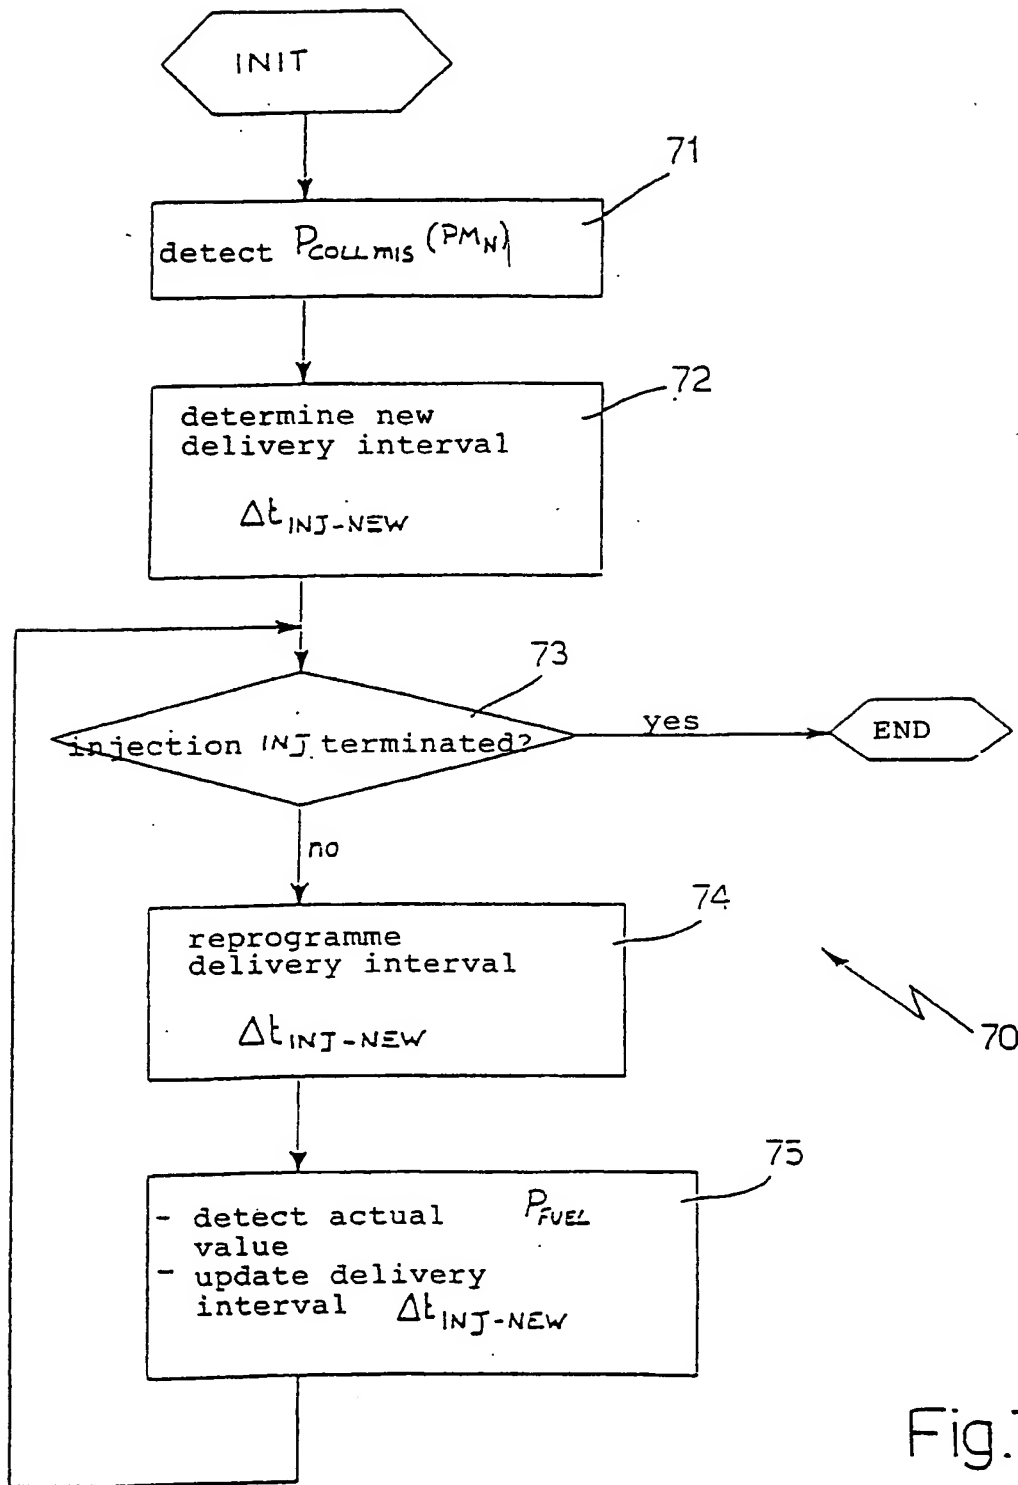 INIT
71
detect P_COLLMIS (PM_N)
72
determine new
delivery interval
Δt_INJ-NEW
73
injection INJ terminated?
yes
END
no
74
reprogramme
delivery interval
Δt_INJ-NEW
70
75
- detect actual P_FUEL
value
- update delivery
interval Δt_INJ-NEW